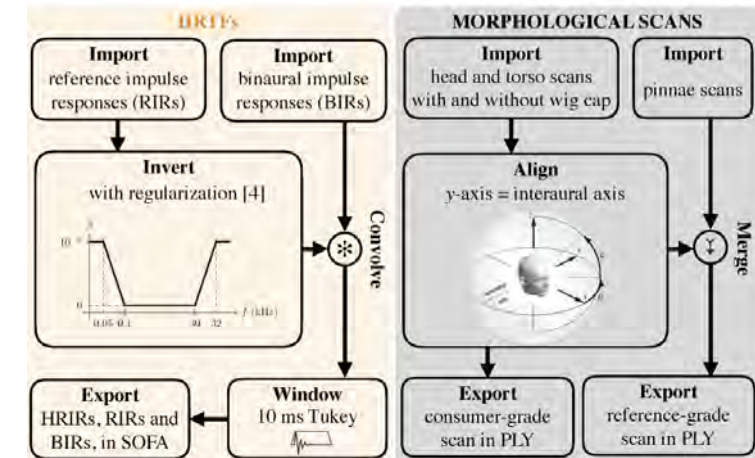 HRTFs
Import
reference impulse
responses (RIRs)
Import
binaural impulse
responses (BIRs)
Invert
with regularization [4]
0
0.05
0.1
32
f (kHz)
Convolve
Window
10 ms Tukey
Export
HRIRs, RIRs and
BIRs, in SOFA
MORPHOLOGICAL SCANS
Import
head and torso scans
with and without wig cap
Import
pinnae scans
Align
y-axis = interaural axis
Merge
Export
consumer-grade
scan in PLY
Export
reference-grade
scan in PLY